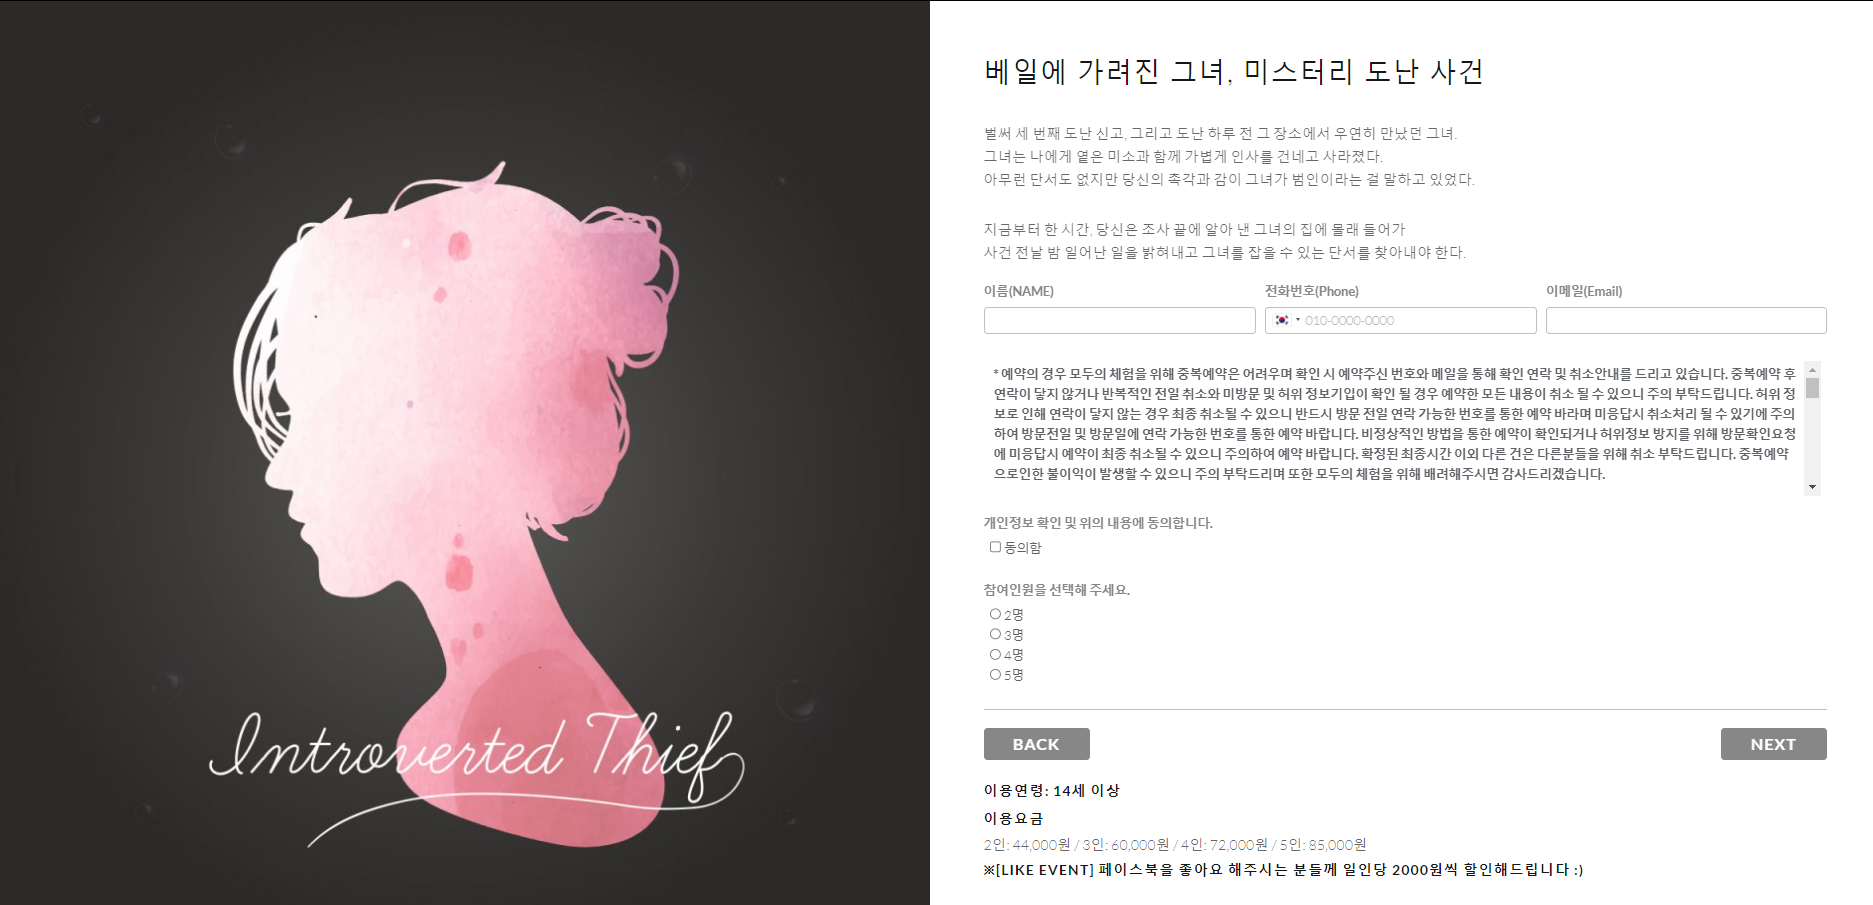 Introverted Thief
베일에 가려진 그녀, 미스터리 도난 사건
벌써 세 번째 도난 신고, 그리고 도난 하루 전 그 장소에서 우연히 만났던 그녀.
그녀는 나에게 옅은 미소와 함께 가볍게 인사를 건네고 사라졌다.
아무런 단서도 없지만 당신의 촉각과 감이 그녀가 범인이라는 걸 말하고 있었다.
지금부터 한 시간, 당신은 조사 끝에 알아 낸 그녀의 집에 몰래 들어가
사건 전날 밤 일어난 일을 밝혀내고 그녀를 잡을 수 있는 단서를 찾아내야 한다.
이름(NAME) 전화번호(Phone) 이메일(Email)
010-0000-0000
* 예약의 경우 모두의 체험을 위해 중복예약은 어려우며 확인 시 예약주신 번호와 메일을 통해 확인 연락 및 취소안내를 드리고 있습니다. 중복예약 후
연락이 닿지 않거나 반복적인 전일 취소와 미방문 및 허위 정보기입이 확인 될 경우 예약한 모든 내용이 취소 될 수 있으니 주의 부탁드립니다. 허위 정
보로 인해 연락이 닿지 않는 경우 최종 취소될 수 있으니 반드시 방문 전일 연락 가능한 번호를 통한 예약 바라며 미응답시 취소처리 될 수 있기에 주의
하여 방문전일 및 방문일에 연락 가능한 번호를 통한 예약 바랍니다. 비정상적인 방법을 통한 예약이 확인되거나 허위정보 방지를 위해 방문확인요청
에 미응답시 예약이 최종 취소될 수 있으니 주의하여 예약 바랍니다. 확정된 최종시간 이외 다른 건은 다른분들을 위해 취소 부탁드립니다. 중복예약
으로인한 불이익이 발생할 수 있으니 주의 부탁드리며 또한 모두의 체험을 위해 배려해주시면 감사드리겠습니다.
개인정보 확인 및 위의 내용에 동의합니다.
동의함
참여인원을 선택해 주세요.
2명
3명
4명
5명
BACK NEXT
이용연령: 14세 이상
이용요금
2인: 44,000원 / 3인: 60,000원 / 4인: 72,000원 / 5인: 85,000원
※[LIKE EVENT] 페이스북을 좋아요 해주시는 분들께 일인당 2000원씩 할인해드립니다 :)